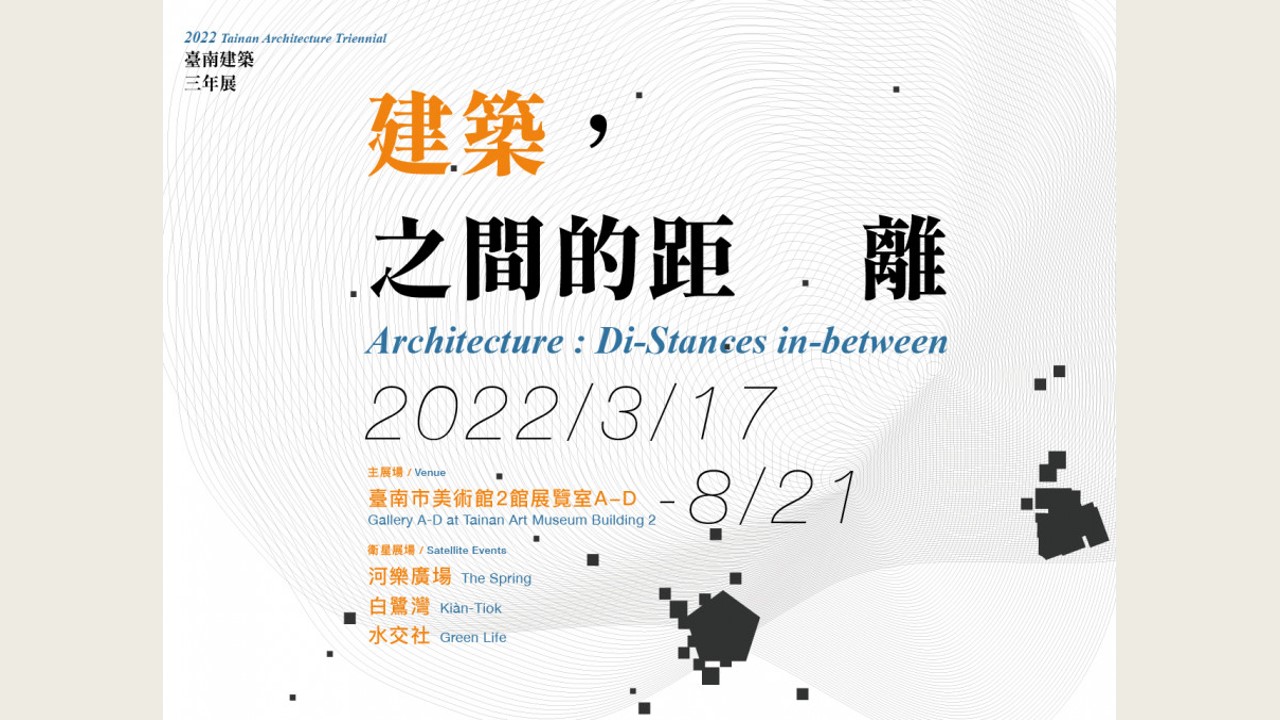 2022 Tainan Architecture Triennial
臺南建築
三年展
建築，
之間的距 離
Architecture : Di-Stances in-between
2022/3/17
-8/21
主展場 / Venue
臺南市美術館2館展覽室A–D
Gallery A-D at Tainan Art Museum Building 2
衛星展場 / Satellite Events
河樂廣場 The Spring
白鷺灣 Kiàn-Tiok
水交社 Green Life